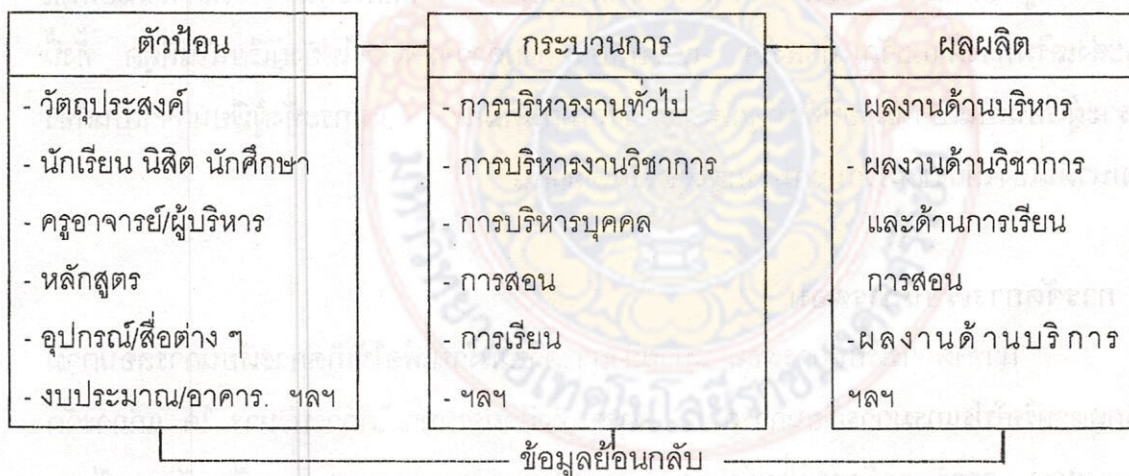 ตัวป้อน
- วัตถุประสงค์
- นักเรียน นิสิต นักศึกษา
- ครูอาจารย์/ผู้บริหาร
- หลักสูตร
- อุปกรณ์/สื่อต่าง ๆ
- งบประมาณ/อาคาร. ฯลฯ
กระบวนการ
- การบริหารงานทั่วไป
- การบริหารงานวิชาการ
- การบริหารบุคคล
- การสอน
- การเรียน
- ฯลฯ
ผลผลิต
- ผลงานด้านบริหาร
- ผลงานด้านวิชาการ
และด้านการเรียน
การสอน
- ผลงานด้านบริการ
ฯลฯ
ข้อมูลย้อนกลับ